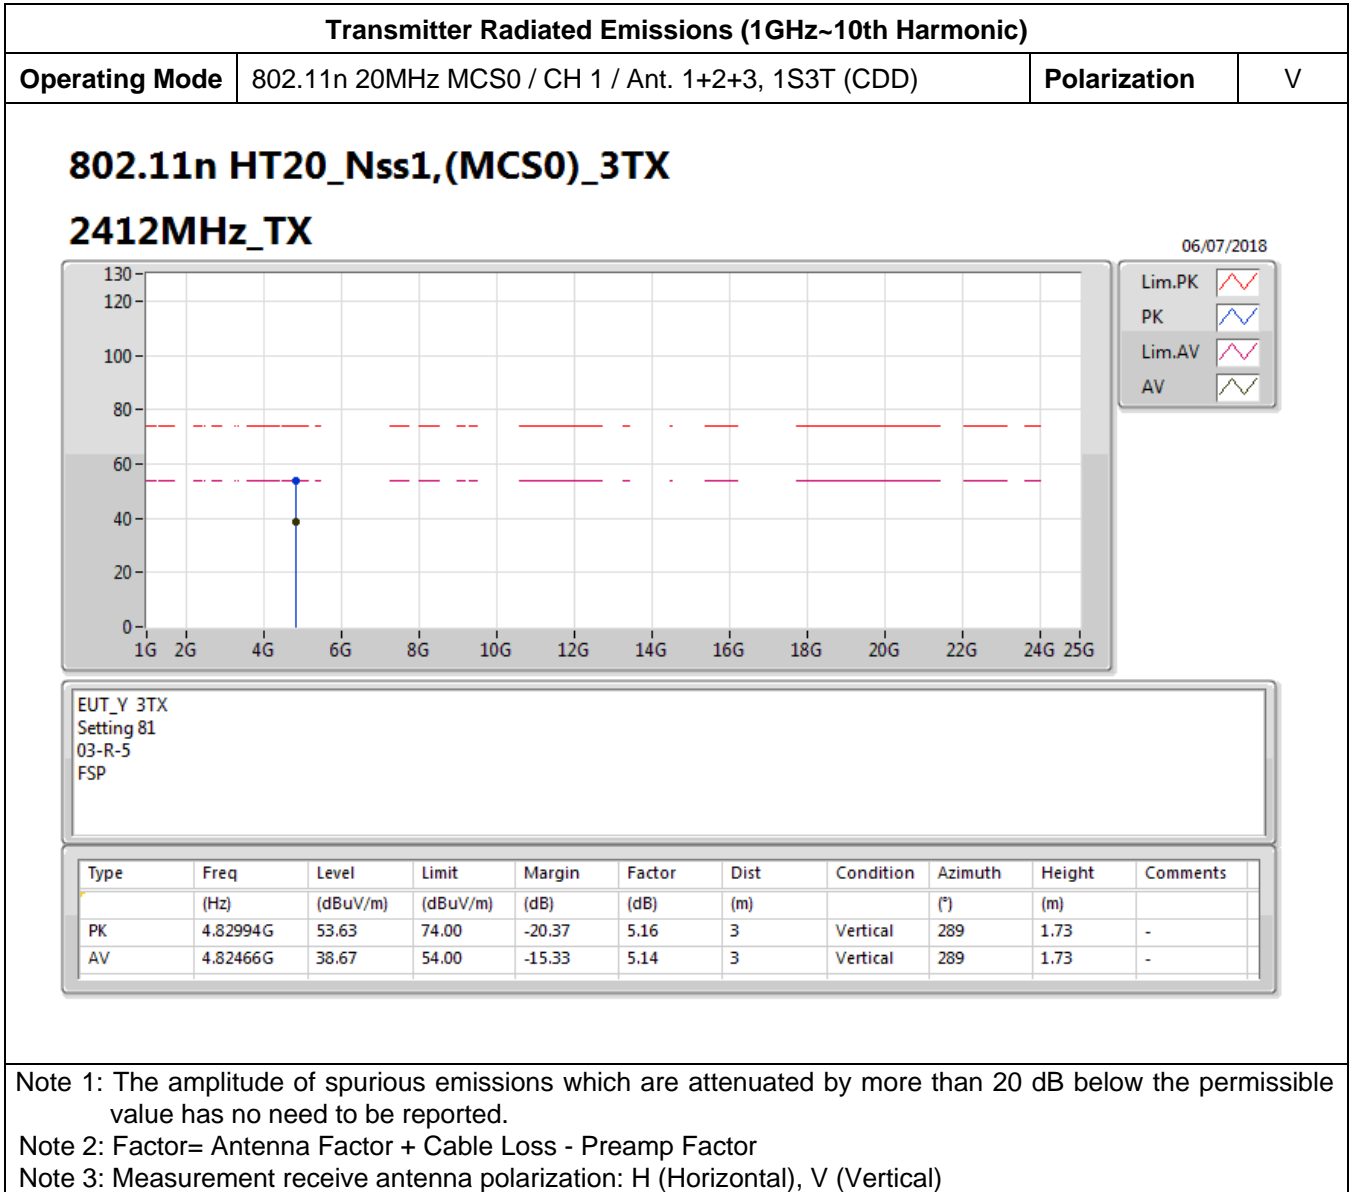 Transmitter Radiated Emissions (1GHz~10th Harmonic)
Operating Mode 802.11n 20MHz MCS0 / CH 1 / Ant. 1+2+3, 1S3T (CDD) Polarization V
802.11n HT20_Nss1,(MCS0)_3TX
2412MHz_TX
06/07/2018
130
120
100
80
60
40
20
0
1G 2G 4G 6G 8G 10G 12G 14G 16G 18G 20G 22G 24G 25G
Lim.PK
PK
Lim.AV
AV
EUT_Y 3TX
Setting 81
03-R-5
FSP
Type Freq Level Limit Margin Factor Dist Condition Azimuth Height Comments
(Hz) (dBuV/m) (dBuV/m) (dB) (dB) (m) (°) (m)
PK 4.82994G 53.63 74.00 -20.37 5.16 3 Vertical 289 1.73 -
AV 4.82466G 38.67 54.00 -15.33 5.14 3 Vertical 289 1.73 -
Note 1: The amplitude of spurious emissions which are attenuated by more than 20 dB below the permissible
value has no need to be reported.
Note 2: Factor= Antenna Factor + Cable Loss - Preamp Factor
Note 3: Measurement receive antenna polarization: H (Horizontal), V (Vertical)